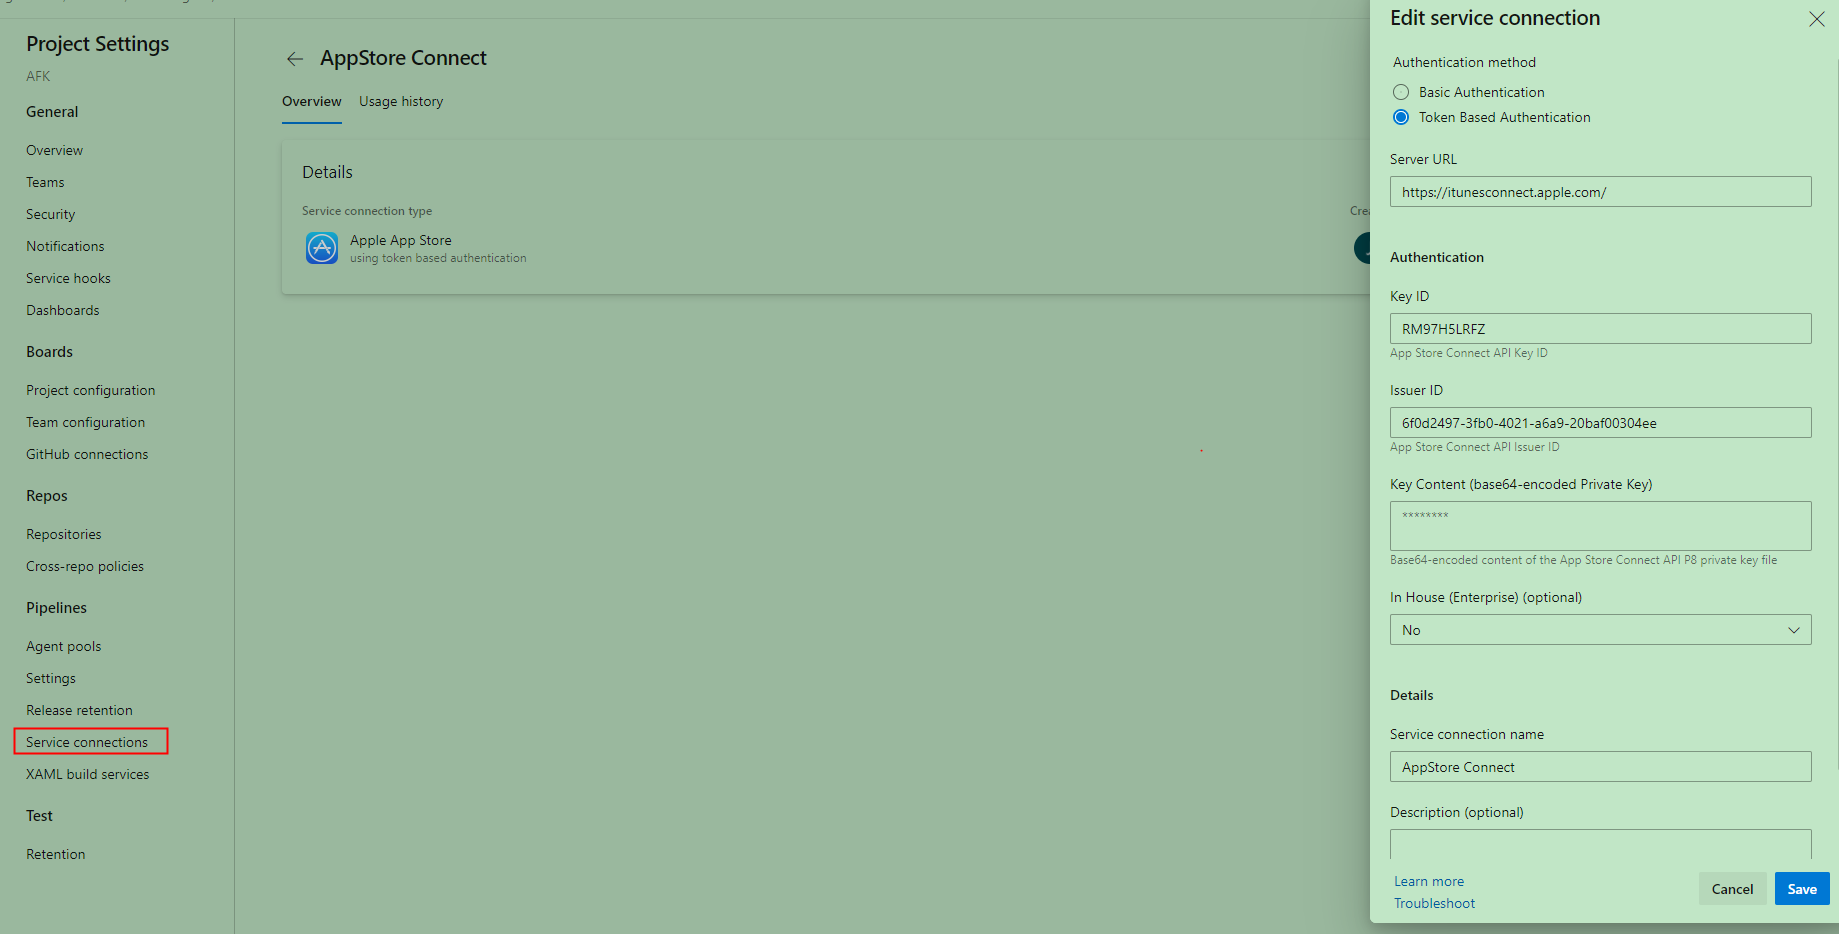 Project Settings
AFK
General
Overview
Teams
Security
Notifications
Service hooks
Dashboards
Boards
Project configuration
Team configuration
GitHub connections
Repos
Repositories
Cross-repo policies
Pipelines
Agent pools
Settings
Release retention
Service connections
XAML build services
Test
Retention
AppStore Connect
Overview
Usage history
Details
Service connection type
Apple App Store
using token based authentication
Edit service connection
Authentication method
Basic Authentication
Token Based Authentication
Server URL
https://itunesconnect.apple.com/
Authentication
Key ID
RM97H5LRFZ
App Store Connect API Key ID
Issuer ID
6f0d2497-3fb0-4021-a6a9-20baf00304ee
App Store Connect API Issuer ID
Key Content (base64-encoded Private Key)
********
Base64-encoded content of the App Store Connect API P8 private key file
In House (Enterprise) (optional)
No
Details
Service connection name
AppStore Connect
Description (optional)
Learn more
Troubleshoot
Cancel
Save